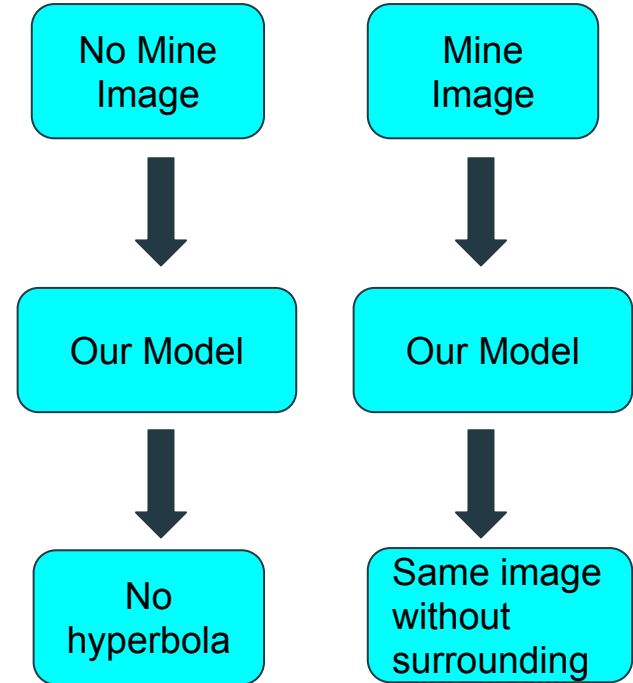 No Mine
Image
Mine
Image
Our Model
Our Model
No
hyperbola
Same image
without
surrounding